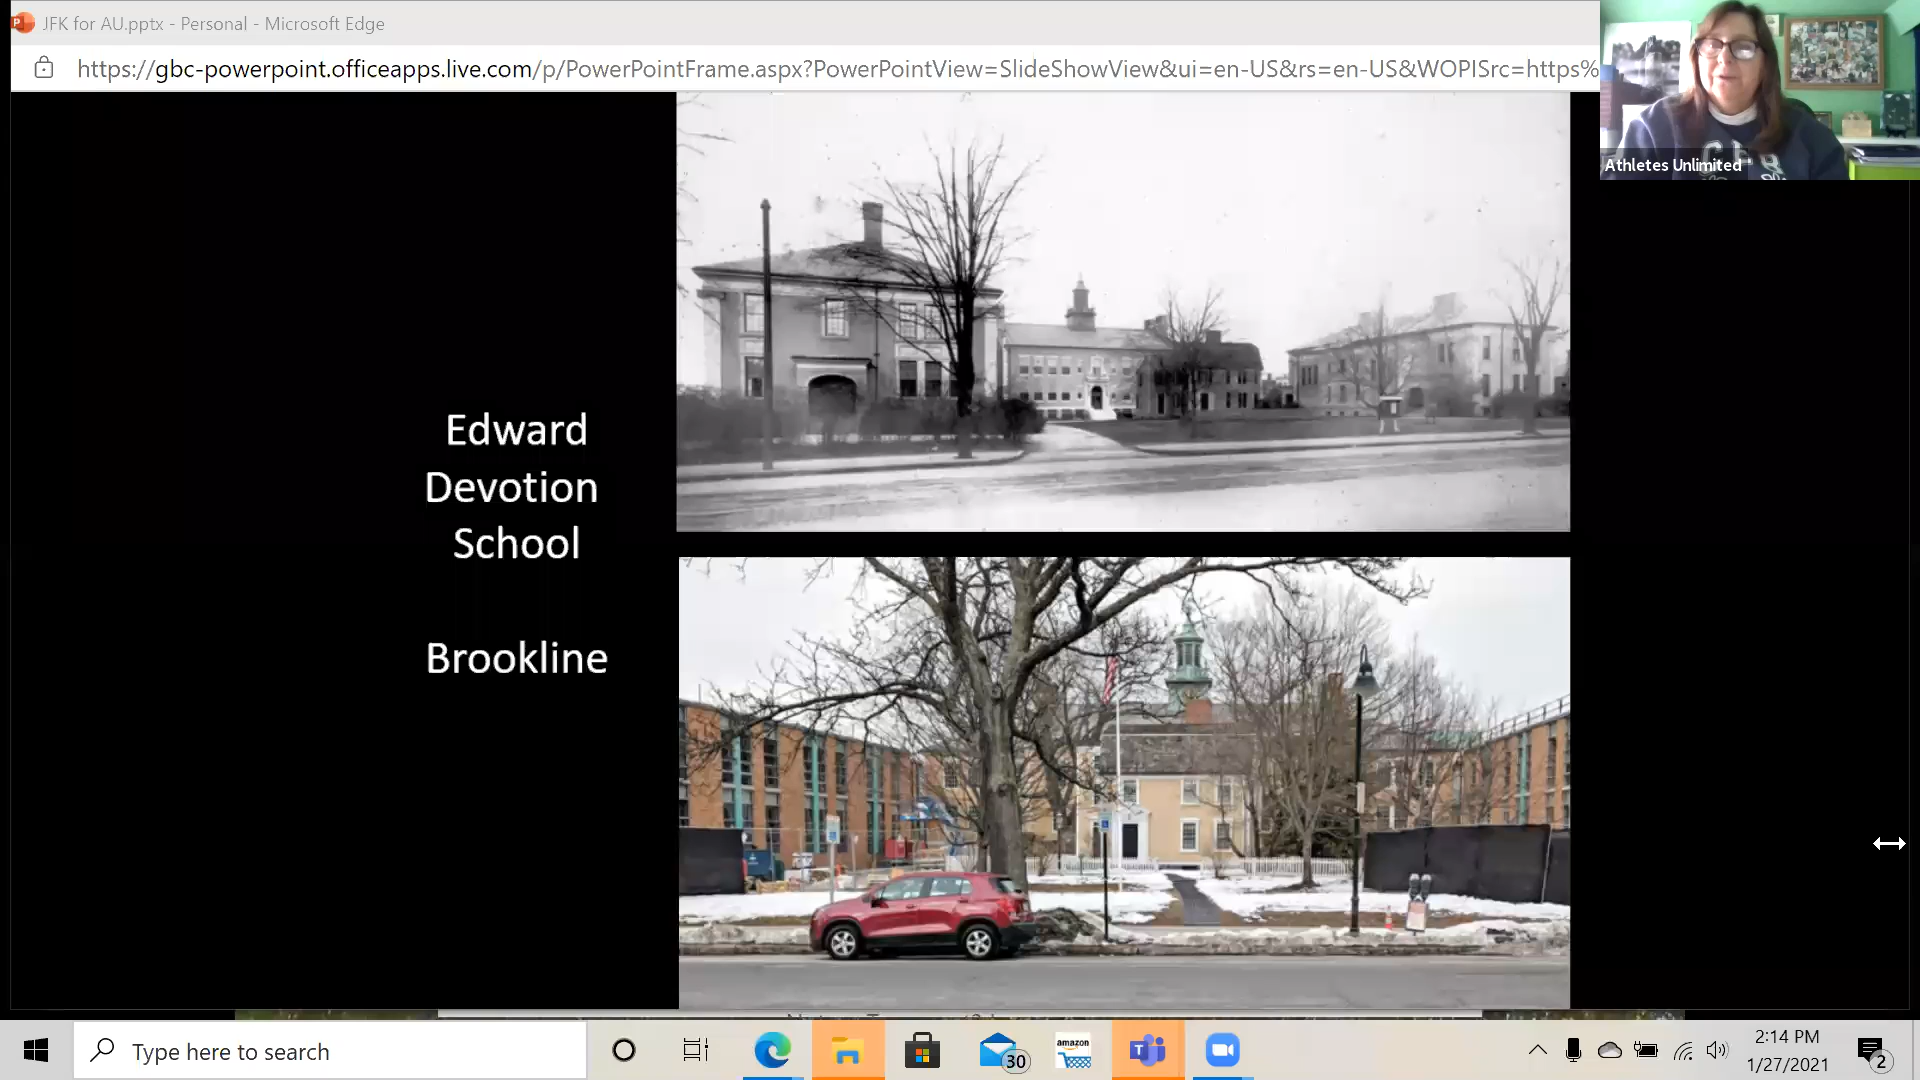 JFK for AU.pptx - Personal - Microsoft Edge
https://gbc-powerpoint.officeapps.live.com/p/PowerPointFrame.aspx?PowerPointView=SlideShowView&ui=en-US&rs=en-US&WOPISrc=https%
Athletes Unlimited
Edward
Devotion
School
Brookline
Type here to search
30
amazon
2:14 PM
1/27/2021
2